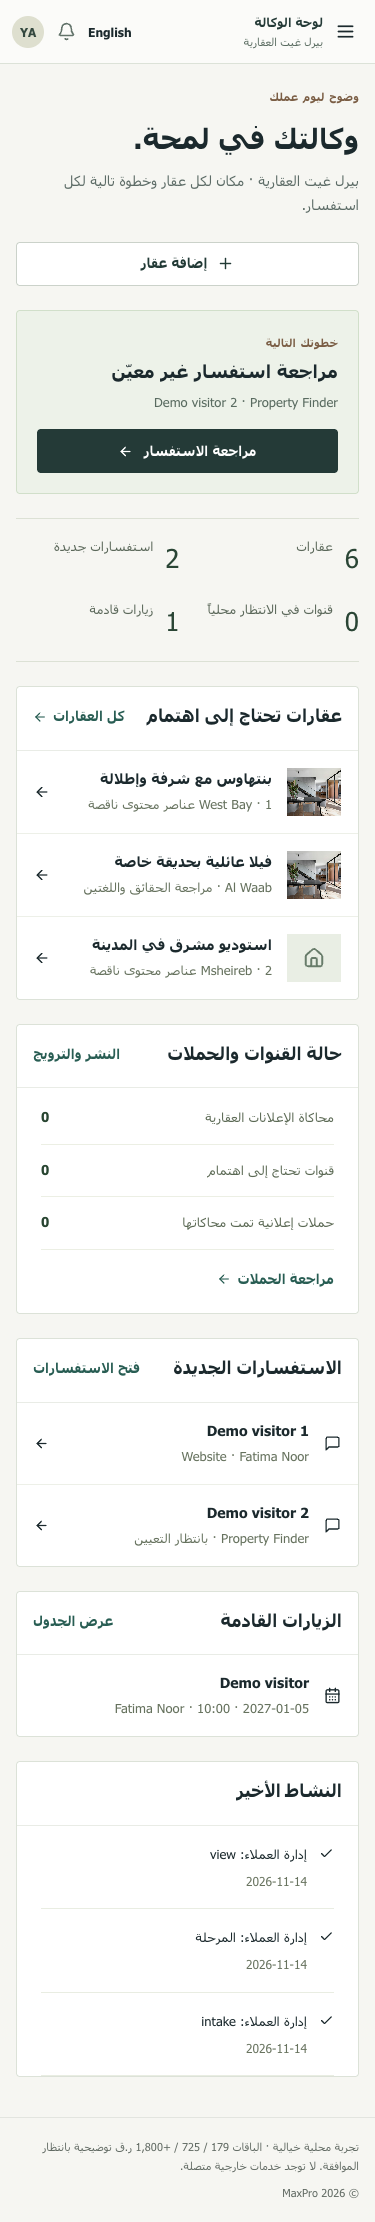 لوحة الوكالة
بيرل غيت العقارية
English
YA
وضوح ليوم عملك
وكالتك في لمحة.
بيرل غيت العقارية · مكان لكل عقار وخطوة تالية لكل
استفسار.
إضافة عقار
خطوتك التالية
مراجعة استفسار غير معيّن
Demo visitor 2 · Property Finder
مراجعة الاستفسار
6 عقارات
2 استفسارات جديدة
0 قنوات في الانتظار محلياً
1 زيارات قادمة
عقارات تحتاج إلى اهتمام
كل العقارات
بنتهاوس مع شرفة وإطلالة
West Bay · 1 عناصر محتوى ناقصة
فيلا عائلية بحديقة خاصة
Al Waab · مراجعة الحقائق واللغتين
استوديو مشرق في المدينة
Msheireb · 2 عناصر محتوى ناقصة
حالة القنوات والحملات
النشر والترويج
محاكاة الإعلانات العقارية 0
قنوات تحتاج إلى اهتمام 0
حملات إعلانية تمت محاكاتها 0
مراجعة الحملات
الاستفسارات الجديدة
فتح الاستفسارات
Demo visitor 1
Website · Fatima Noor
Demo visitor 2
Property Finder · بانتظار التعيين
الزيارات القادمة
عرض الجدول
Demo visitor
Fatima Noor · 10:00 · 2027-01-05
النشاط الأخير
إدارة العملاء: view
2026-11-14
إدارة العملاء: المرحلة
2026-11-14
إدارة العملاء: intake
2026-11-14
تجربة محلية خيالية · الباقات 179 / 725 / +1,800 ر.ق توضيحية بانتظار
الموافقة. لا توجد خدمات خارجية متصلة.
© 2026 MaxPro